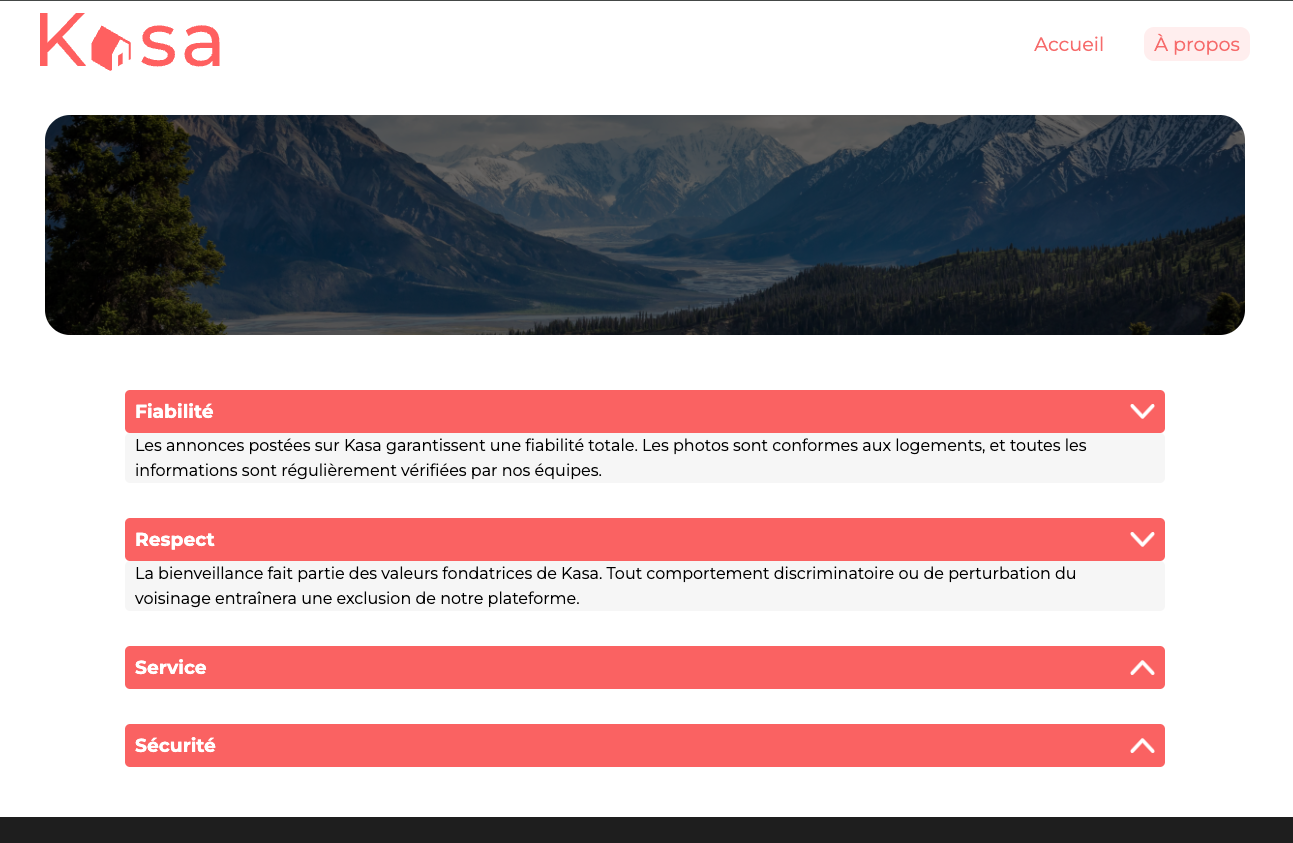 Kasa
Accueil
À propos
Fiabilité
Les annonces postées sur Kasa garantissent une fiabilité totale. Les photos sont conformes aux logements, et toutes les
informations sont régulièrement vérifiées par nos équipes.
Respect
La bienveillance fait partie des valeurs fondatrices de Kasa. Tout comportement discriminatoire ou de perturbation du
voisinage entraînera une exclusion de notre plateforme.
Service
Sécurité